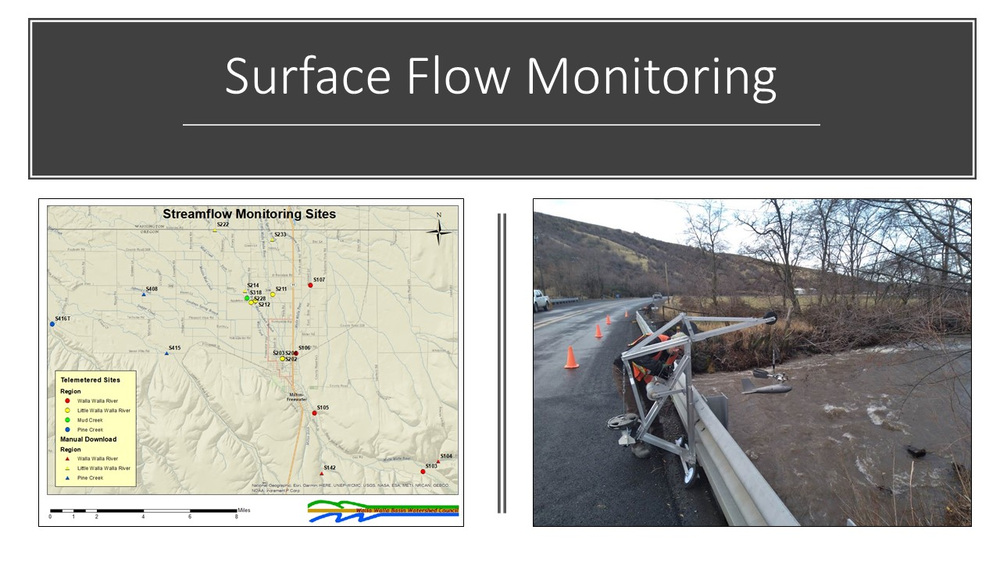 Surface Flow Monitoring
Streamflow Monitoring Sites
N
WASHINGTON
OREGON
S222
S233
S107
S214
S318
S211
S228
S212
S408
S416T
S415
S106
S203
S202
Milton-
Freewater
S105
S104
S103
S142
Telemetered Sites
Region
Walla Walla River
Little Walla Walla River
Mud Creek
Pine Creek
Manual Download
Region
Walla Walla River
Little Walla Walla River
Pine Creek
National Geographic, Esri, Garmin, HERE, UNEP-WCMC, USGS, NASA, ESA, METI, NRCAN, GEBCO,
NOAA, increment P Corp.
Miles
0 1 2 4 6 8
Walla Walla Basin Watershed Council